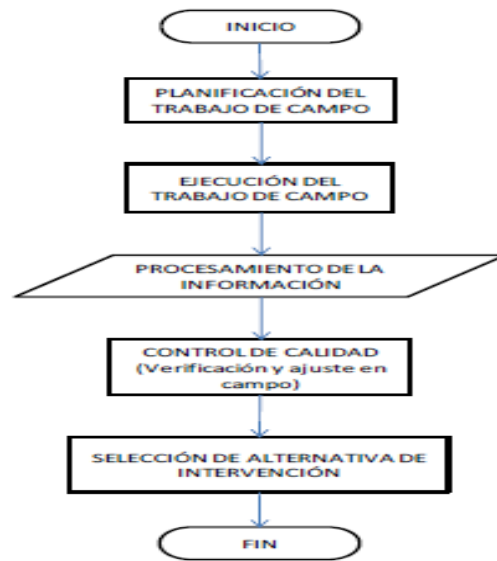 INICIO
PLANIFICACIÓN DEL
TRABAJO DE CAMPO
EJECUCIÓN DEL
TRABAJO DE CAMPO
PROCESAMIENTO DE LA
INFORMACIÓN
CONTROL DE CALIDAD
(Verificación y ajuste en
campo)
SELECCIÓN DE ALTERNATIVA DE
INTERVENCIÓN
FIN